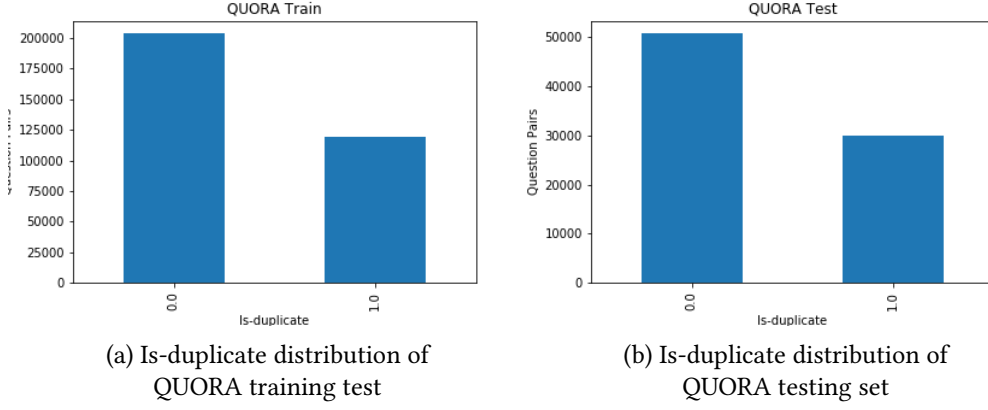 QUORA Train
200000
175000
150000
125000
100000
75000
50000
25000
0
Question Pairs
0.0
1.0
Is-duplicate
(a) Is-duplicate distribution of
QUORA training test
QUORA Test
50000
40000
30000
20000
10000
0
Question Pairs
0.0
1.0
Is-duplicate
(b) Is-duplicate distribution of
QUORA testing set